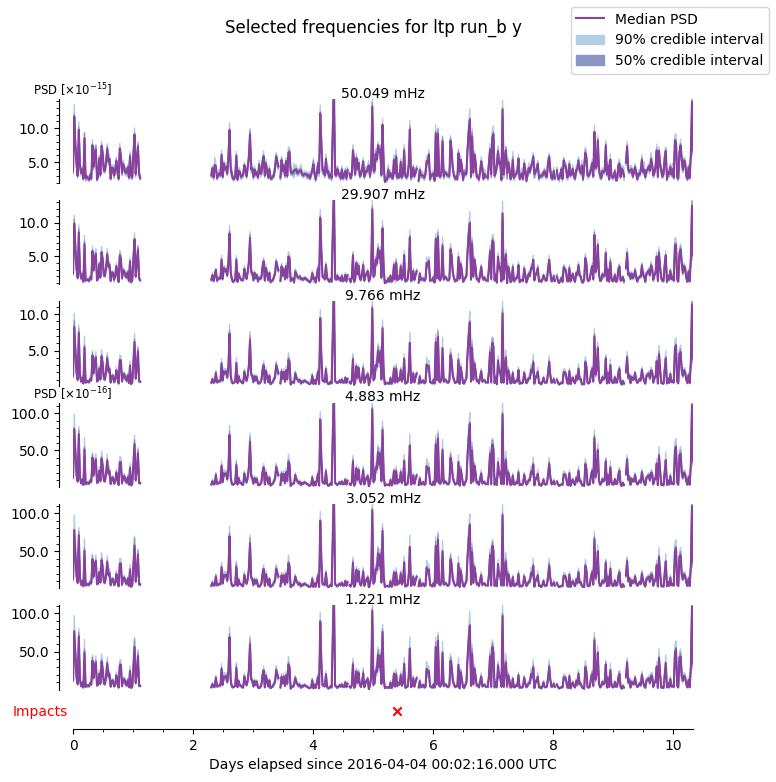 Selected frequencies for ltp run_b y
Median PSD
90% credible interval
50% credible interval
PSD [×10⁻¹⁵]
50.049 mHz
10.0
5.0
29.907 mHz
10.0
5.0
9.766 mHz
10.0
5.0
PSD [×10⁻¹⁶]
4.883 mHz
100.0
50.0
3.052 mHz
100.0
50.0
1.221 mHz
100.0
50.0
Impacts
0 2 4 6 8 10
Days elapsed since 2016-04-04 00:02:16.000 UTC